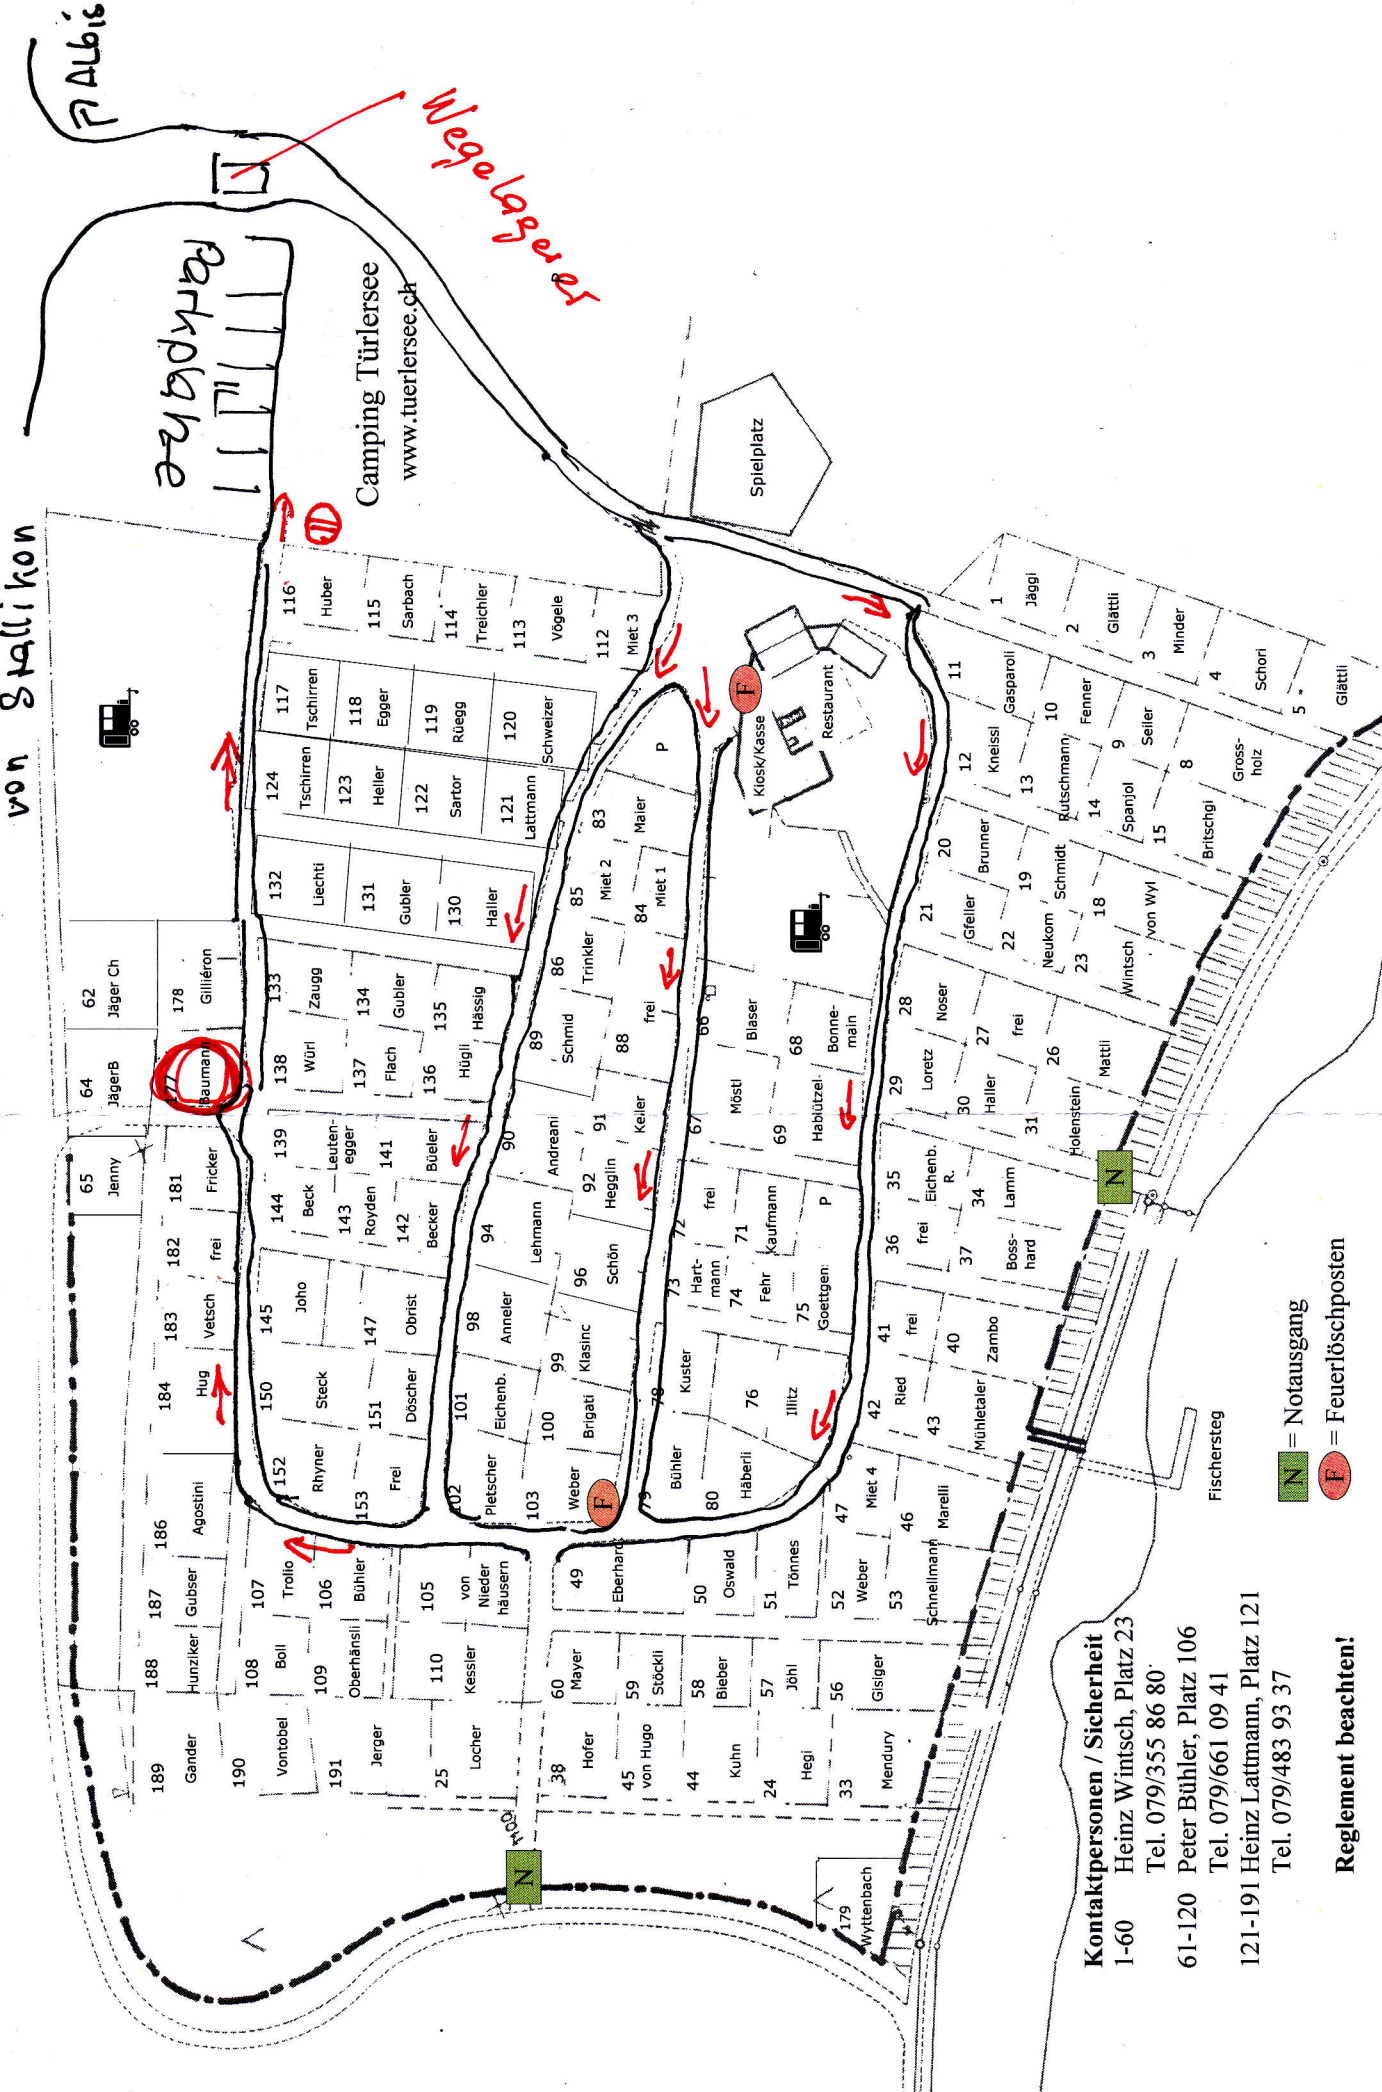 von Stallikon
Albis
Parkplätze
Wegelagerer
Camping Türlersee
www.tuerlersee.ch
Spielplatz
Kiosk/Kasse
Restaurant
F
62
Jäger Ch
64
JägerB
65
Jenny
178
Gilliéron
177
Baumann
181
Fricker
182
frei
183
Vetsch
184
Hug
186
Agostini
187
Gubser
188
Hunziker
189
Gander
116
Huber
115
Sarbach
114
Treichler
113
Vögele
112
Miet 3
117
Tschirren
118
Egger
119
Rüegg
120
Schweizer
124
Tschirren
123
Heller
122
Sartor
121
Lattmann
132
Liechti
131
Gubler
130
Haller
133
Zaugg
134
Gubler
135
Hässig
138
Würl
137
Flach
136
Hügli
139
Leuten-
egger
141
Büeler
144
Beck
143
Royden
142
Becker
145
Joho
147
Obrist
150
Steck
151
Döscher
152
Rhyner
153
Frei
107
Trolio
106
Bühler
105
von
Nieder
häusern
108
Boll
109
Oberhänsli
110
Kessler
190
Vontobel
191
Jerger
25
Locher
P
83
Maier
85
Miet 2
84
Miet 1
86
Trinkler
89
Schmid
88
frei
90
Andreani
91
Keller
92
Hegglin
94
Lehmann
96
Schön
98
Anneler
99
Klasinc
101
Eichenb.
100
Brigati
102
Pletscher
103
Weber
F
66
Blaser
68
Bonne-
main
67
Möstl
69
Hablützel
72
frei
71
Kaufmann
P
73
Hart-
mann
74
Fehr
75
Goettgen
78
Kuster
76
Illitz
79
Bühler
80
Häberli
49
Eberhard
50
Oswald
51
Tönnes
52
Weber
53
Schnellmann
47
Miet 4
46
Marelli
60
Mayer
59
Stöckli
58
Bieber
57
Jöhl
56
Gisiger
38
Hofer
45
von Hugo
44
Kuhn
24
Hegi
33
Mendury
179
Wyttenbach
N
1
Jäggi
2
Glättli
3
Minder
4
Schori
5
Glättli
11
Gasparoli
10
Fenner
9
Seiler
8
Gross-
holz
12
Kneissl
13
Rutschmann
14
Spanjol
15
Britschgi
20
Brunner
19
Schmidt
18
von Wyl
21
Gfeller
22
Neukom
23
Wintsch
28
Noser
27
frei
26
Mattli
29
Loretz
30
Haller
31
Holenstein
35
Eichenb.
R.
34
Lamm
36
frei
37
Boss-
hard
41
frei
40
Zambo
42
Ried
43
Mühletaler
N
Fischersteg
N = Notausgang
F = Feuerlöschposten
Kontaktpersonen / Sicherheit
1-60 Heinz Wintsch, Platz 23
Tel. 079/355 86 80
61-120 Peter Bühler, Platz 106
Tel. 079/661 09 41
121-191 Heinz Lattmann, Platz 121
Tel. 079/483 93 37
Reglement beachten!